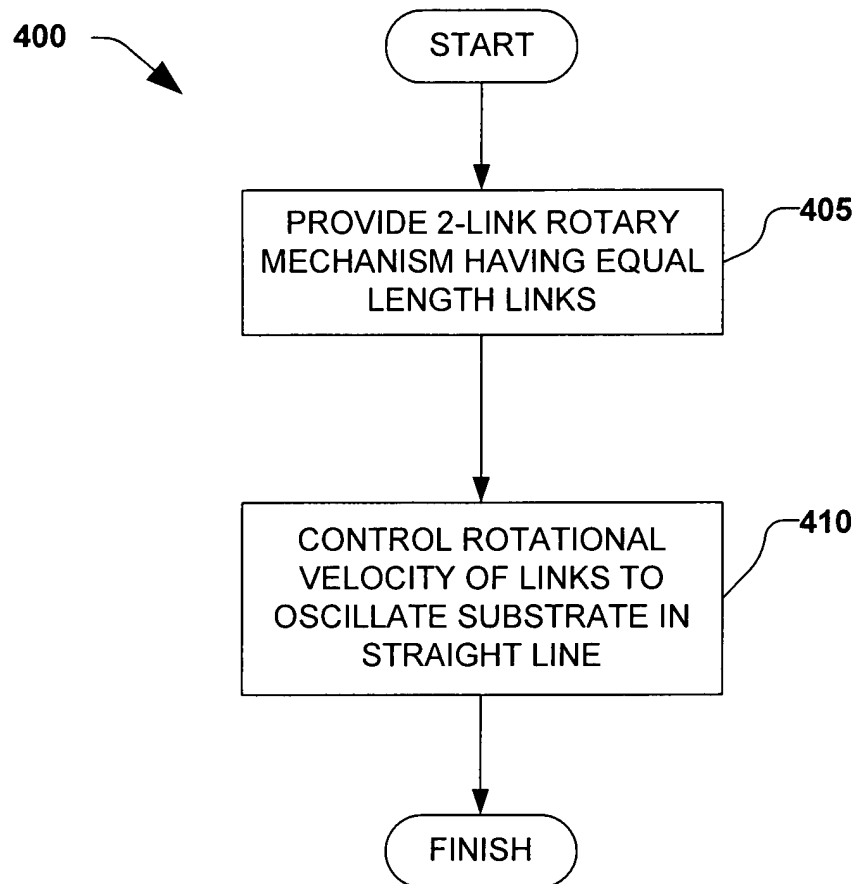 400
START
PROVIDE 2-LINK ROTARY
MECHANISM HAVING EQUAL
LENGTH LINKS
405
CONTROL ROTATIONAL
VELOCITY OF LINKS TO
OSCILLATE SUBSTRATE IN
STRAIGHT LINE
410
FINISH